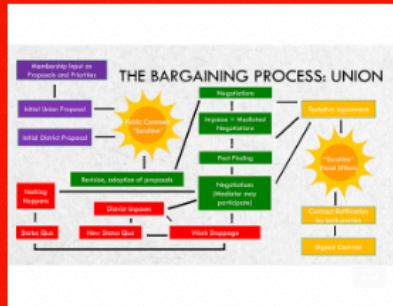 THE BARGAINING PROCESS: UNION
Membership Input on
Proposals and Priorities
Initial Union Proposal
Initial District Proposal
Public Comment
"Sunshine"
Revision, adoption of proposals
Negotiations
Impasse = Mediated
Negotiations
Fact Finding
Negotiations
(Mediator may
participate)
Tentative Agreement
"Sunshine"
Fiscal Effects
Contract Ratification
by both parties
Signed Contract
Nothing
Happens
District Imposes
Status Quo
New Status Quo
Work Stoppage